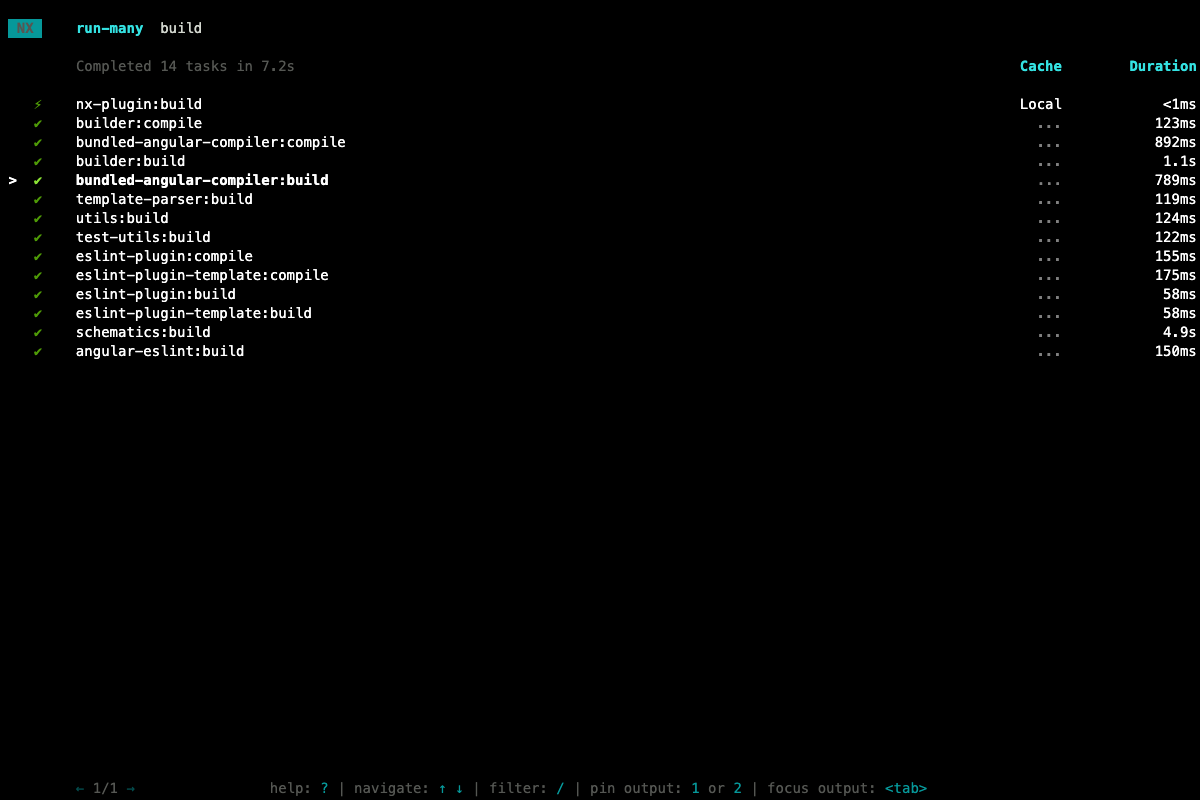 NX run-many build
Completed 14 tasks in 7.2s Cache Duration
⚡ nx-plugin:build Local <1ms
✔ builder:compile ... 123ms
✔ bundled-angular-compiler:compile ... 892ms
✔ builder:build ... 1.1s
> ✔ bundled-angular-compiler:build ... 789ms
✔ template-parser:build ... 119ms
✔ utils:build ... 124ms
✔ test-utils:build ... 122ms
✔ eslint-plugin:compile ... 155ms
✔ eslint-plugin-template:compile ... 175ms
✔ eslint-plugin:build ... 58ms
✔ eslint-plugin-template:build ... 58ms
✔ schematics:build ... 4.9s
✔ angular-eslint:build ... 150ms
← 1/1 → help: ? | navigate: ↑ ↓ | filter: / | pin output: 1 or 2 | focus output: <tab>